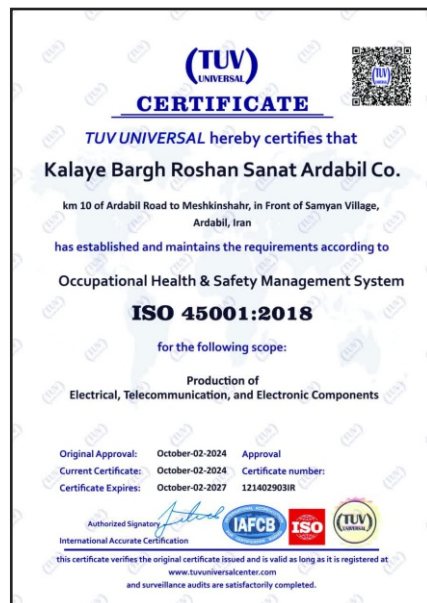 (TUV)
UNIVERSAL
CERTIFICATE
TUV UNIVERSAL hereby certifies that
Kalaye Bargh Roshan Sanat Ardabil Co.
km 10 of Ardabil Road to Meshkinshahr, in Front of Samyan Village,
Ardabil, Iran
has established and maintains the requirements according to
Occupational Health & Safety Management System
ISO 45001:2018
for the following scope:
Production of
Electrical, Telecommunication, and Electronic Components
Original Approval: October-02-2024 Approval
Current Certificate: October-02-2024 Certificate number:
Certificate Expires: October-02-2027 121402903IR
Authorized Signatory
International Accurate Certification
IAFCB
ISO
(TUV)
UNIVERSAL
this certificate verifies the original certificate issued and is valid as long as it is registered at
www.tuvuniversalcenter.com
and surveillance audits are satisfactorily completed.